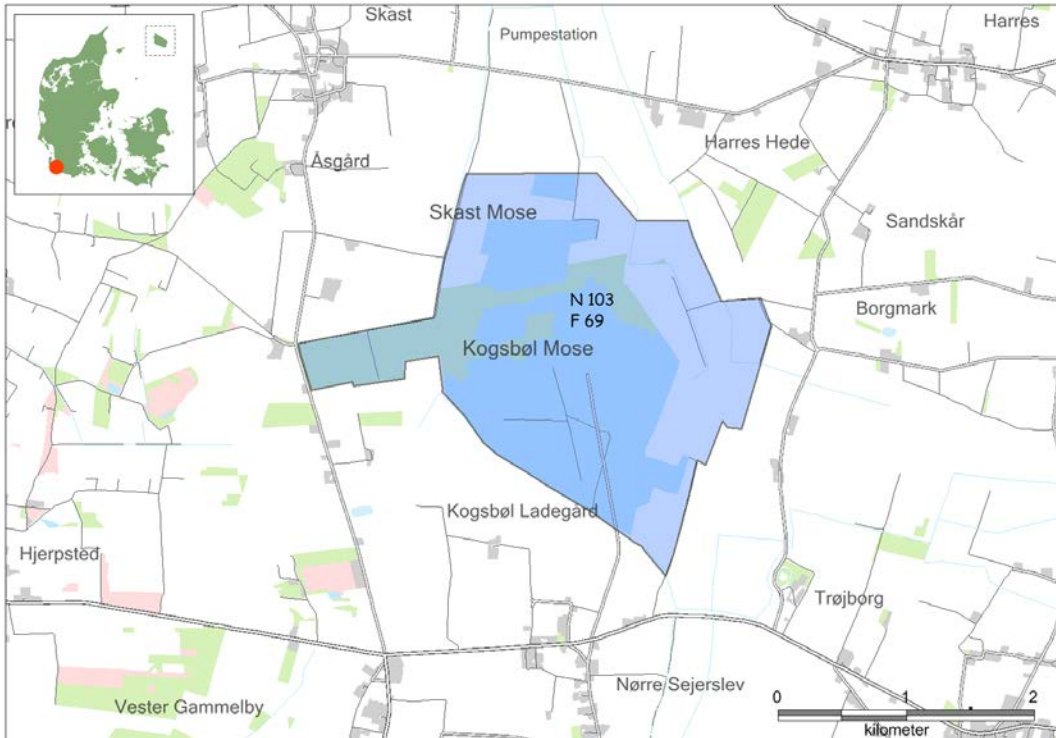 Skast
Harres
Pumpestation
Harres Hede
Åsgård
Skast Mose
Sandskår
N 103
F 69
Borgmark
Kogsbøl Mose
Kogsbøl Ladegård
Hjerpsted
Trøjborg
Nørre Sejerslev
Vester Gammelby
0 1 2
kilometer